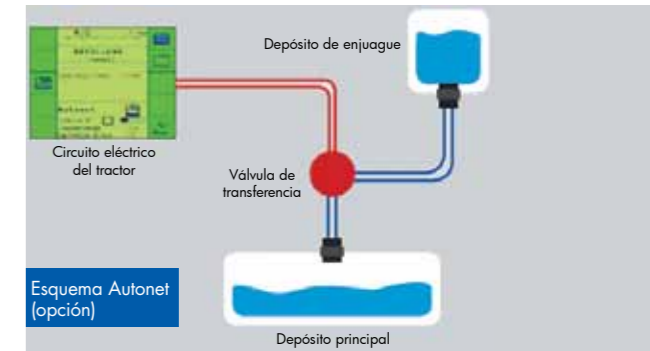 Depósito de enjuague
Circuito eléctrico
del tractor
Válvula de
transferencia
Esquema Autonet
(opción)
Depósito principal